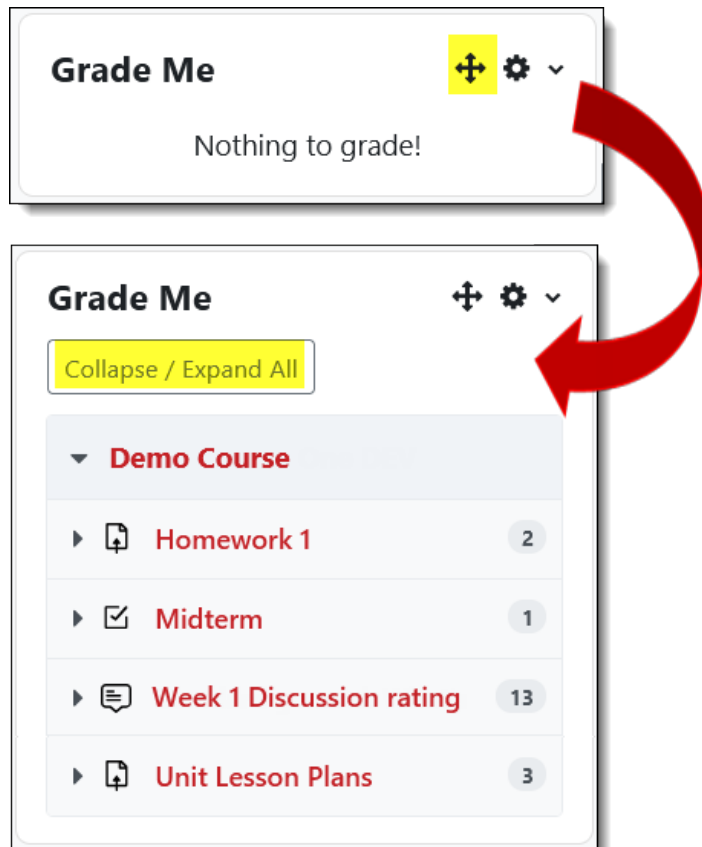 Grade Me
Nothing to grade!
Grade Me
Collapse / Expand All
Demo Course
Homework 1 2
Midterm 1
Week 1 Discussion rating 13
Unit Lesson Plans 3